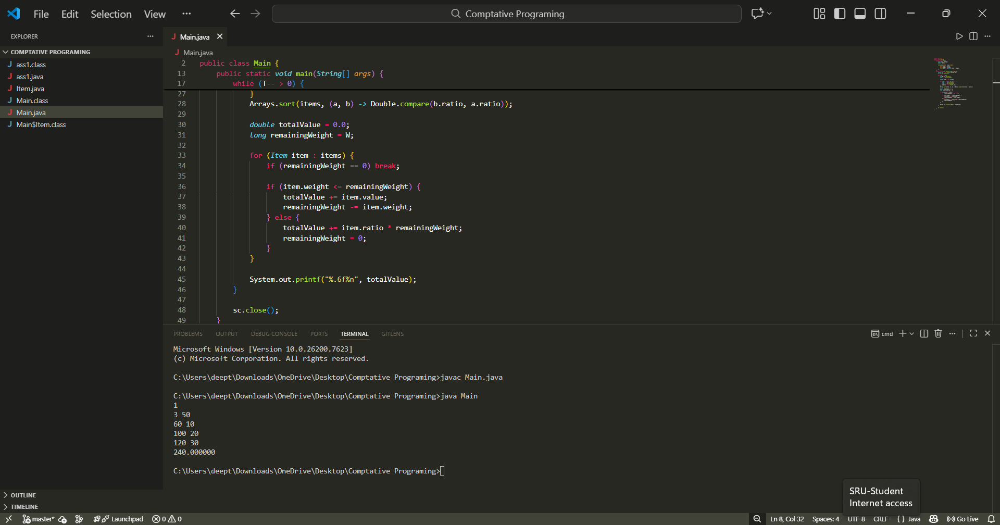 File Edit Selection View ··· Comptative Programing
EXPLORER ···
COMPTATIVE PROGRAMING
J ass1.class
J ass1.java
J Item.java
J Main.class
J Main.java
J Main$Item.class
OUTLINE
TIMELINE
J Main.java
J Main.java
2 public class Main {
13 public static void main(String[] args) {
17 while (T-- > 0) {
27 }
28 Arrays.sort(items, (a, b) -> Double.compare(b.ratio, a.ratio));
29
30 double totalValue = 0.0;
31 long remainingWeight = W;
32
33 for (Item item : items) {
34 if (remainingWeight == 0) break;
35
36 if (item.weight <= remainingWeight) {
37 totalValue += item.value;
38 remainingWeight -= item.weight;
39 } else {
40 totalValue += item.ratio * remainingWeight;
41 remainingWeight = 0;
42 }
43 }
44
45 System.out.printf("%.6f%n", totalValue);
46 }
47
48 sc.close();
49 }
PROBLEMS OUTPUT DEBUG CONSOLE PORTS TERMINAL GITLENS cmd
Microsoft Windows [Version 10.0.26200.7623]
(c) Microsoft Corporation. All rights reserved.
C:\Users\deept\Downloads\OneDrive\Desktop\Comptative Programing>javac Main.java
C:\Users\deept\Downloads\OneDrive\Desktop\Comptative Programing>java Main
1
3 50
60 10
100 20
120 30
240.000000
C:\Users\deept\Downloads\OneDrive\Desktop\Comptative Programing>
SRU-Student
Internet access
master* Launchpad 0 0 Ln 8, Col 32 Spaces: 4 UTF-8 CRLF { } Java Go Live